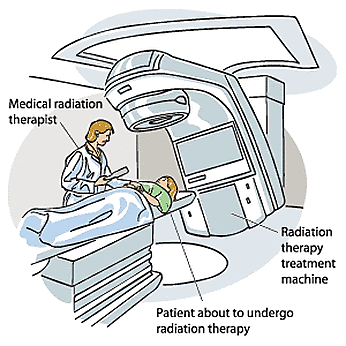 Medical radiation
therapist
Radiation
therapy
treatment
machine
Patient about to undergo
radiation therapy